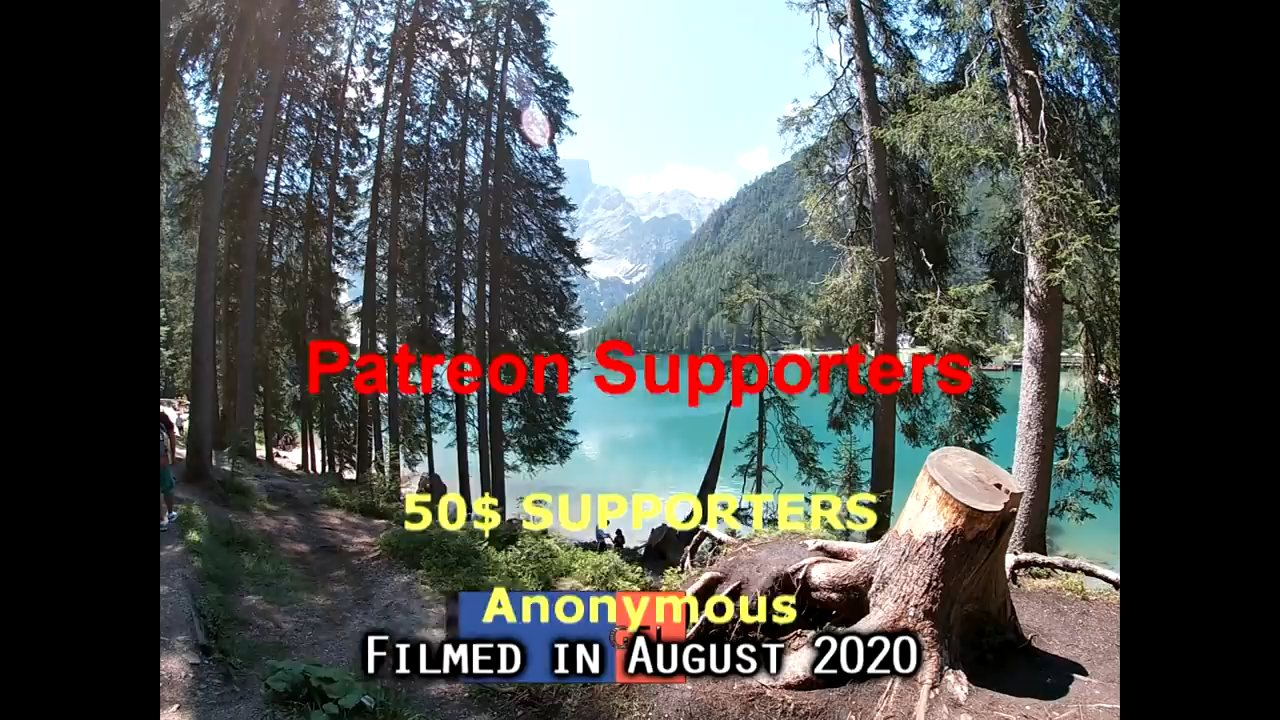 Patreon Supporters
50$ SUPPORTERS
Anonymous
FILMED IN AUGUST 2020